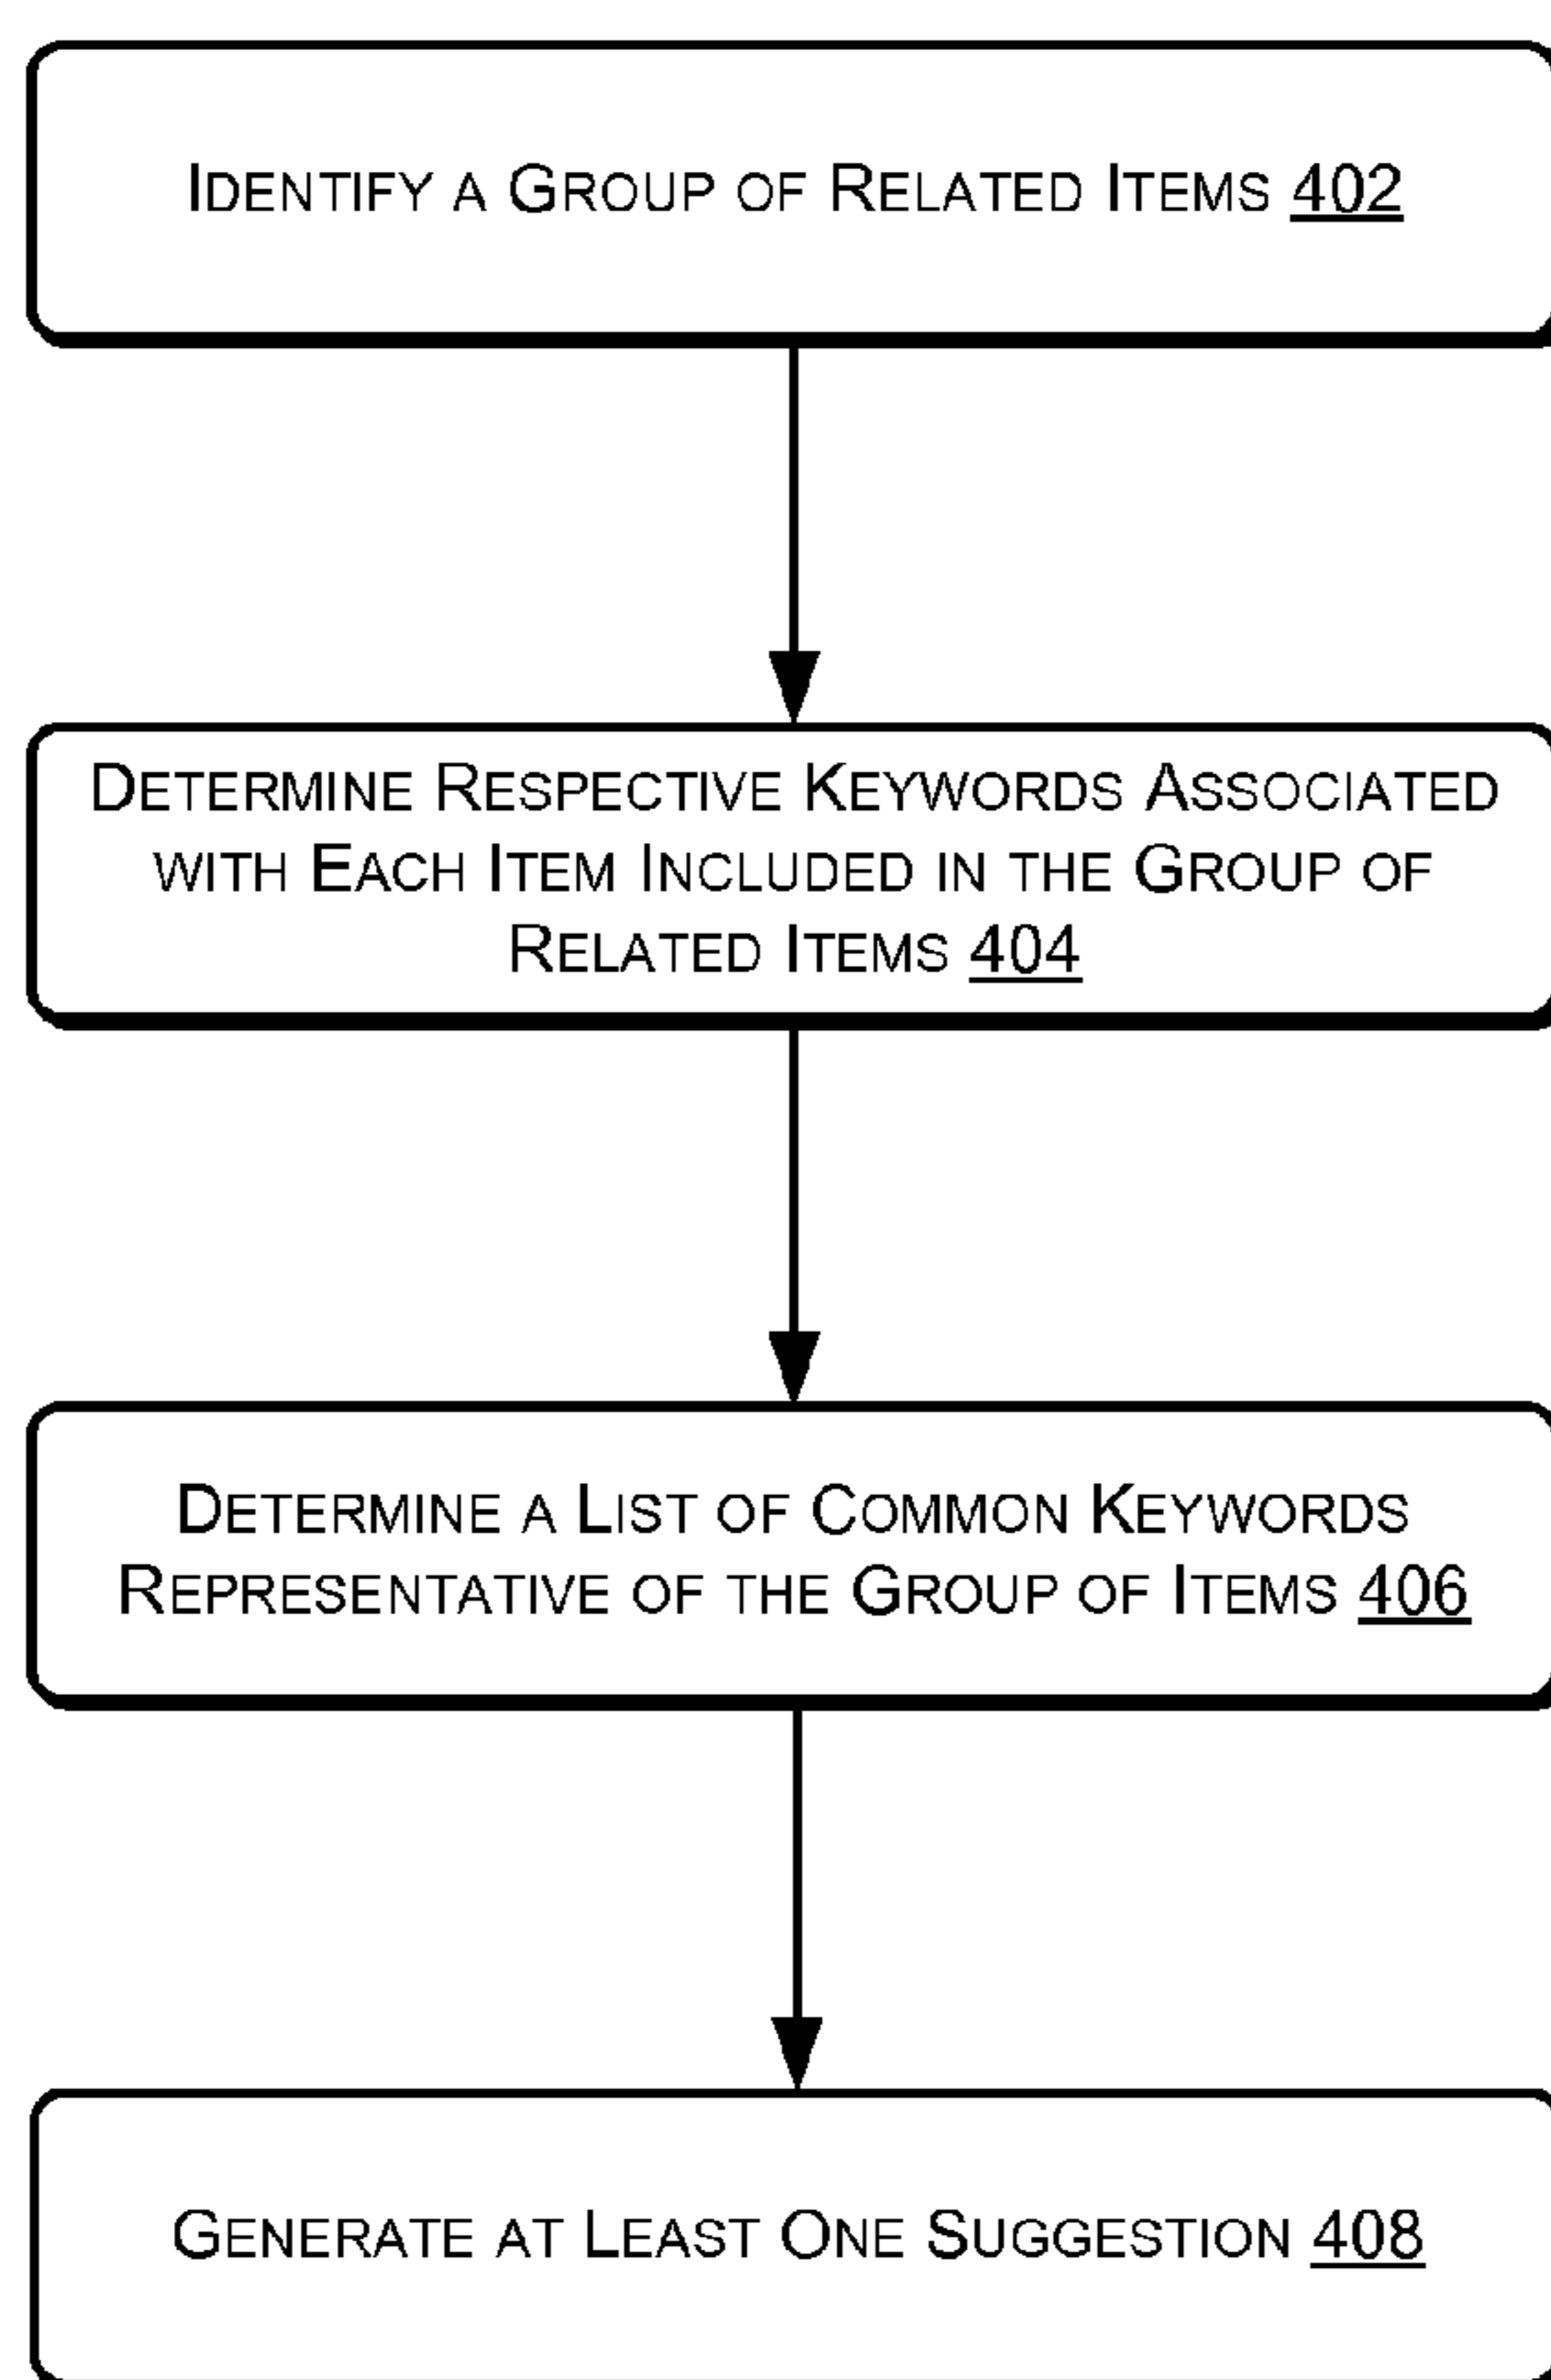 IDENTIFY A GROUP OF RELATED ITEMS 402
DETERMINE RESPECTIVE KEYWORDS ASSOCIATED
WITH EACH ITEM INCLUDED IN THE GROUP OF
RELATED ITEMS 404
DETERMINE A LIST OF COMMON KEYWORDS
REPRESENTATIVE OF THE GROUP OF ITEMS 406
GENERATE AT LEAST ONE SUGGESTION 408